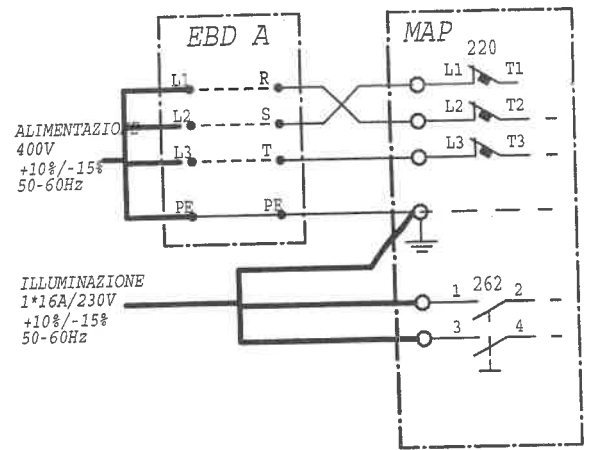 EBD A
MAP
220
L1 R L1 T1
L2 S L2 T2
L3 T L3 T3
ALIMENTAZIONE
400V
+10%/-15%
50-60Hz
PE PE
ILLUMINAZIONE
1*16A/230V
+10%/-15%
50-60Hz
1 262 2
3 4